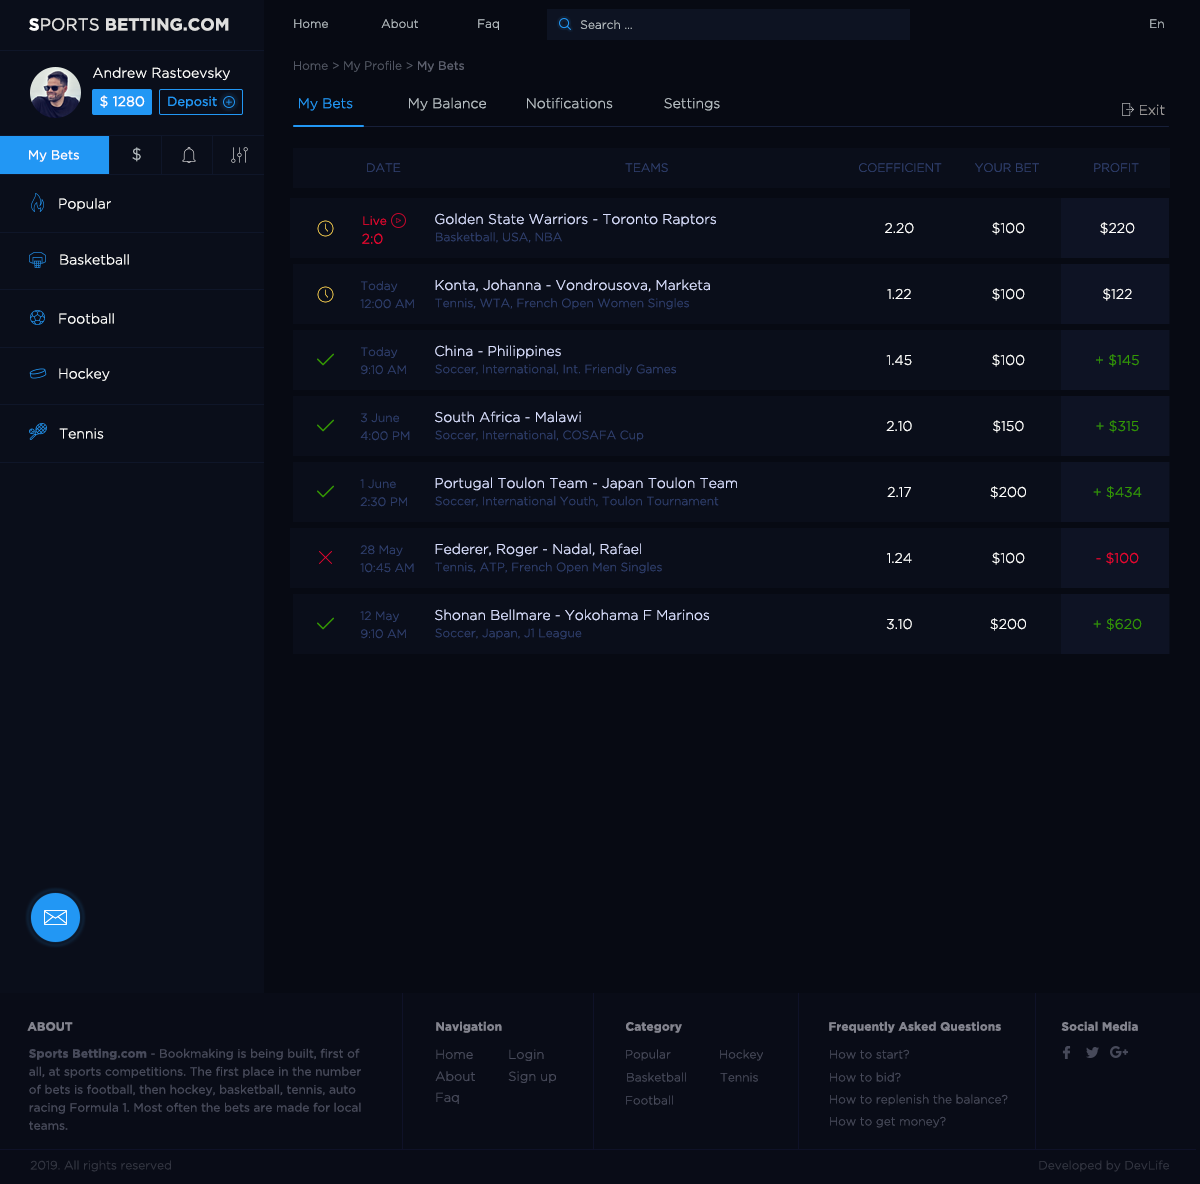 SPORTS BETTING.COM
Home About Faq Search ... En
Andrew Rastoevsky
$ 1280 Deposit
My Bets $
Popular
Basketball
Football
Hockey
Tennis
Home > My Profile > My Bets
My Bets My Balance Notifications Settings Exit
DATE TEAMS COEFFICIENT YOUR BET PROFIT
Live Golden State Warriors - Toronto Raptors 2.20 $100 $220
2:0 Basketball, USA, NBA
Today Konta, Johanna - Vondrousova, Marketa 1.22 $100 $122
12:00 AM Tennis, WTA, French Open Women Singles
Today China - Philippines 1.45 $100 + $145
9:10 AM Soccer, International, Int. Friendly Games
3 June South Africa - Malawi 2.10 $150 + $315
4:00 PM Soccer, International, COSAFA Cup
1 June Portugal Toulon Team - Japan Toulon Team 2.17 $200 + $434
2:30 PM Soccer, International Youth, Toulon Tournament
28 May Federer, Roger - Nadal, Rafael 1.24 $100 - $100
10:45 AM Tennis, ATP, French Open Men Singles
12 May Shonan Bellmare - Yokohama F Marinos 3.10 $200 + $620
9:10 AM Soccer, Japan, J1 League
ABOUT
Sports Betting.com - Bookmaking is being built, first of
all, at sports competitions. The first place in the number
of bets is football, then hockey, basketball, tennis, auto
racing Formula 1. Most often the bets are made for local
teams.
Navigation
Home Login
About Sign up
Faq
Category
Popular Hockey
Basketball Tennis
Football
Frequently Asked Questions
How to start?
How to bid?
How to replenish the balance?
How to get money?
Social Media
2019. All rights reserved Developed by DevLife